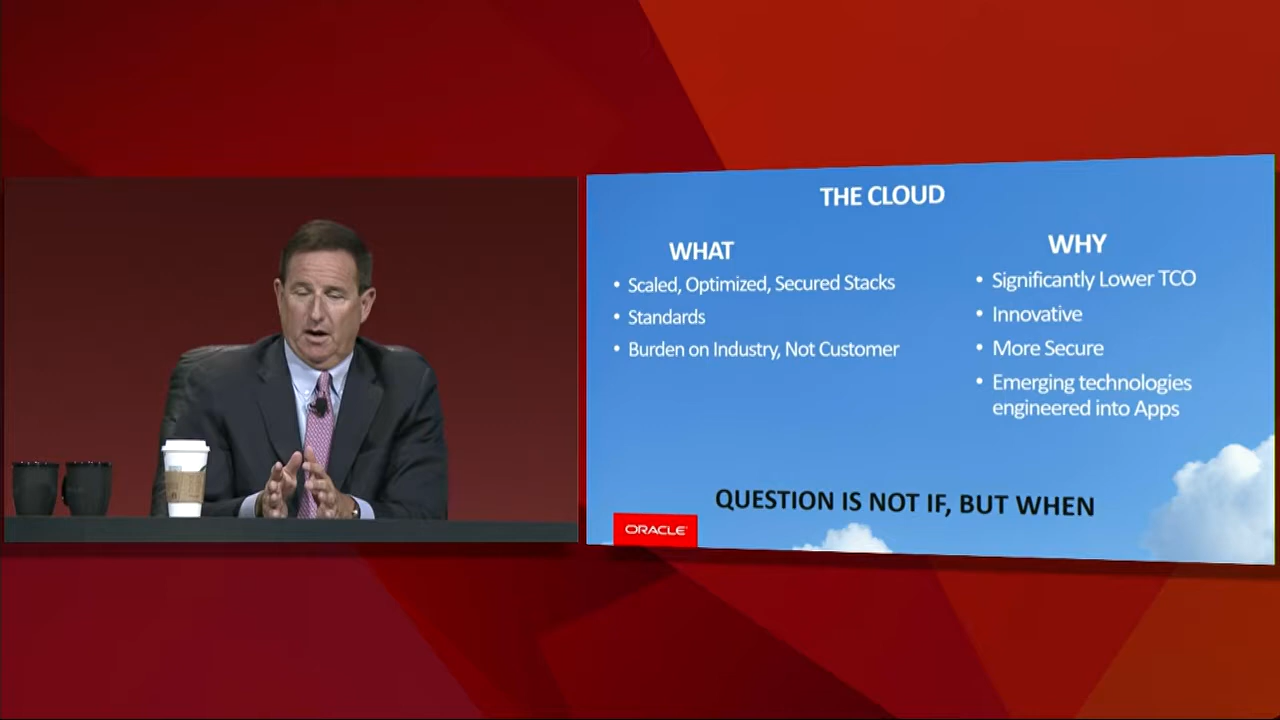 THE CLOUD
WHAT
• Scaled, Optimized, Secured Stacks
• Standards
• Burden on Industry, Not Customer
WHY
• Significantly Lower TCO
• Innovative
• More Secure
• Emerging technologies
engineered into Apps
QUESTION IS NOT IF, BUT WHEN
ORACLE